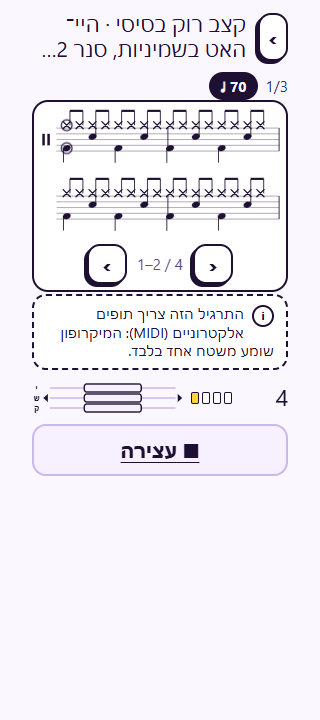 קצב רוק בסיסי · היי־
האט בשמיניות, סנר 2...
1/3
♩ 70
1–2 / 4
התרגיל הזה צריך תופים
אלקטרוניים (MIDI): המיקרופון
שומע משטח אחד בלבד.
י
ש
ק
4
■ עצירה